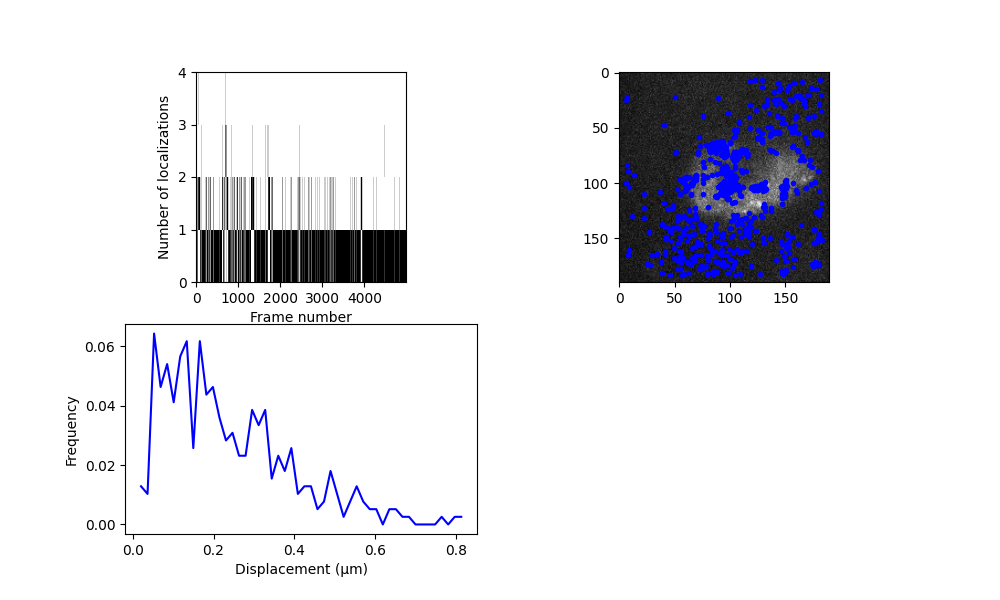 4
3
2
1
0
Number of localizations
0 1000 2000 3000 4000
Frame number
0
50
100
150
0 50 100 150
0.06
0.04
0.02
0.00
Frequency
0.0 0.2 0.4 0.6 0.8
Displacement (µm)